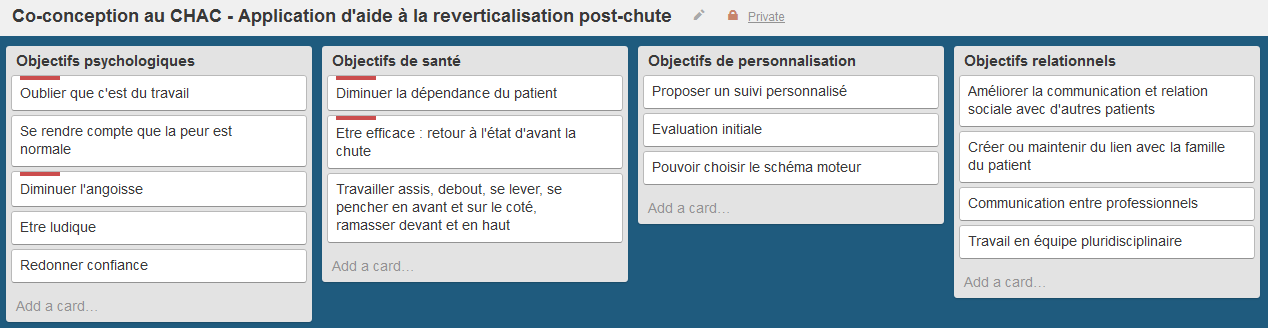 Co-conception au CHAC - Application d'aide à la reverticalisation post-chute
Private
Objectifs psychologiques
Oublier que c'est du travail
Se rendre compte que la peur est
normale
Diminuer l'angoisse
Etre ludique
Redonner confiance
Add a card...
Objectifs de santé
Diminuer la dépendance du patient
Etre efficace : retour à l'état d'avant la
chute
Travailler assis, debout, se lever, se
pencher en avant et sur le coté,
ramasser devant et en haut
Add a card...
Objectifs de personnalisation
Proposer un suivi personnalisé
Evaluation initiale
Pouvoir choisir le schéma moteur
Add a card...
Objectifs relationnels
Améliorer la communication et relation
sociale avec d'autres patients
Créer ou maintenir du lien avec la famille
du patient
Communication entre professionnels
Travail en équipe pluridisciplinaire
Add a card...